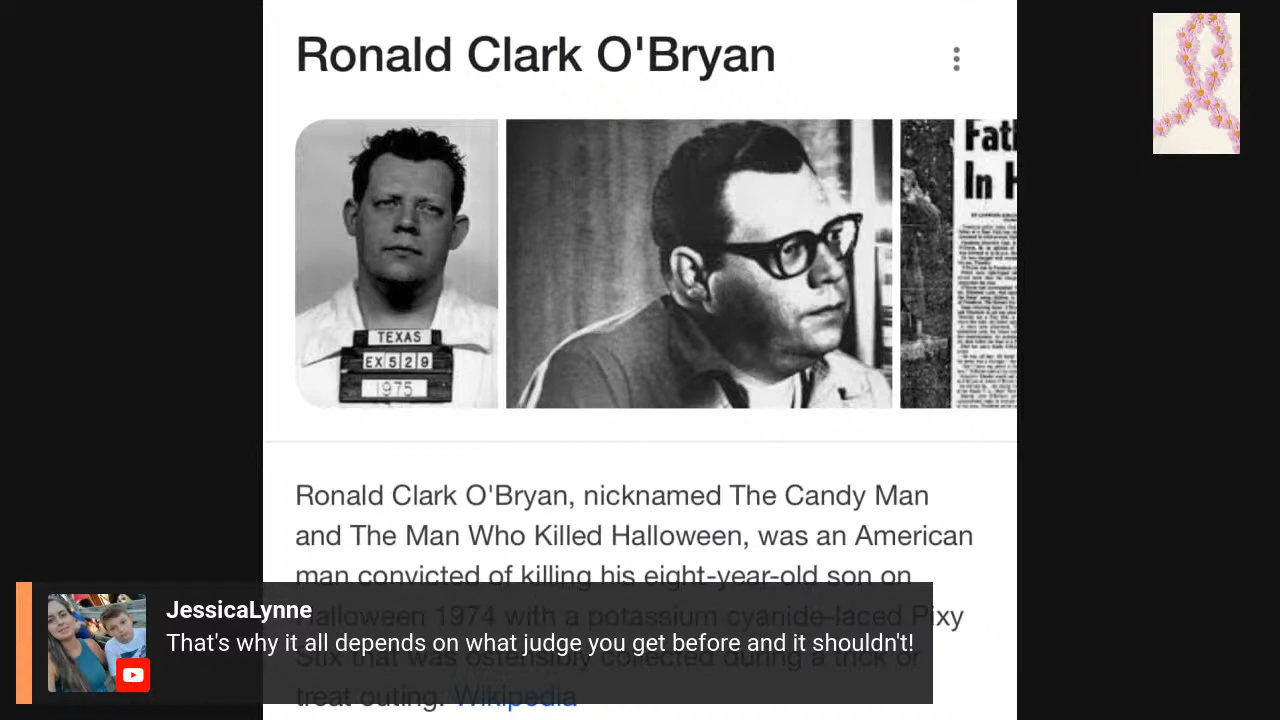 Ronald Clark O'Bryan
TEXAS
EX529
1975
Fat
In H
Ronald Clark O'Bryan, nicknamed The Candy Man
and The Man Who Killed Halloween, was an American
man convicted of killing his eight-year-old son on
Halloween 1974 with a potassium cyanide-laced Pixy
Stix that was ostensibly collected during a trick or
treat outing. Wikipedia
JessicaLynne
That's why it all depends on what judge you get before and it shouldn't!